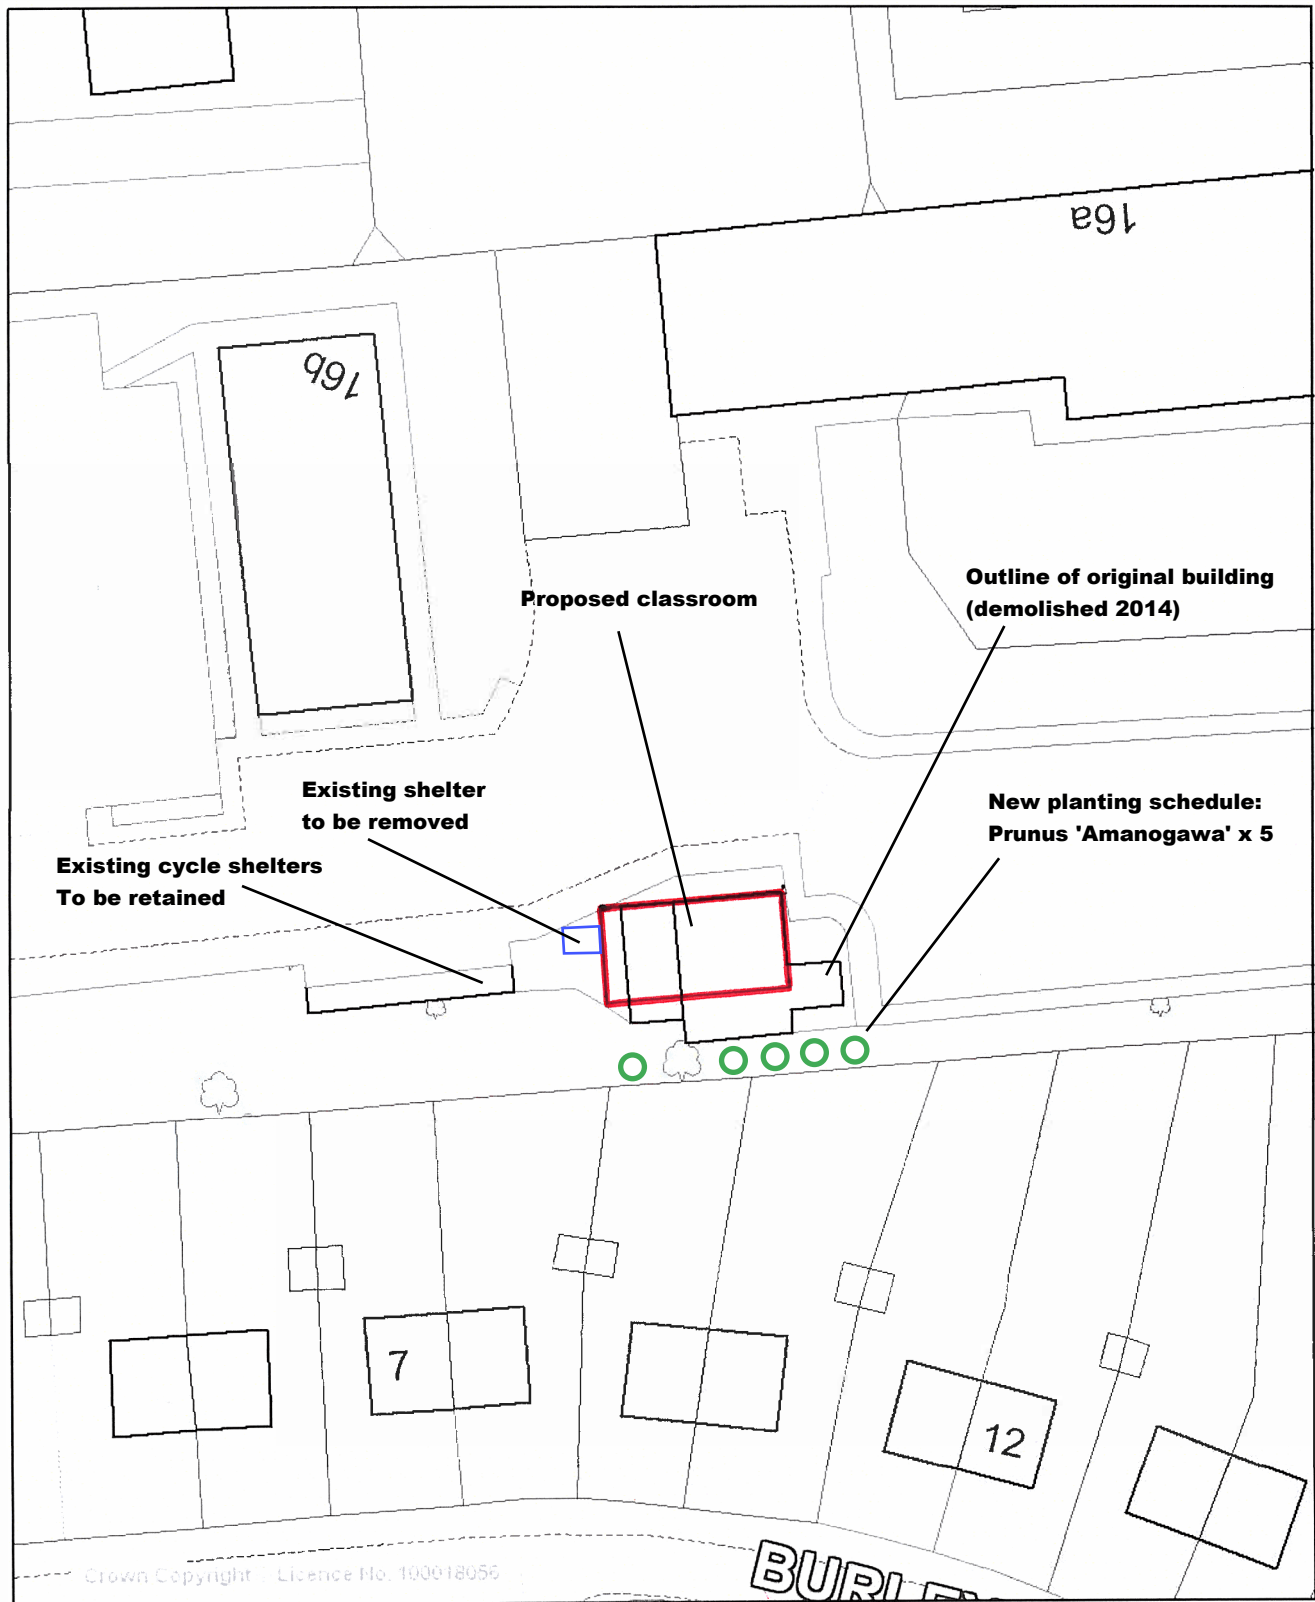 16a
16b
Outline of original building
(demolished 2014)
Proposed classroom
Existing shelter
to be removed
New planting schedule:
Prunus 'Amanogawa' x 5
Existing cycle shelters
To be retained
7
12
Crown Copyright Licence No. 100018056
BURLEY